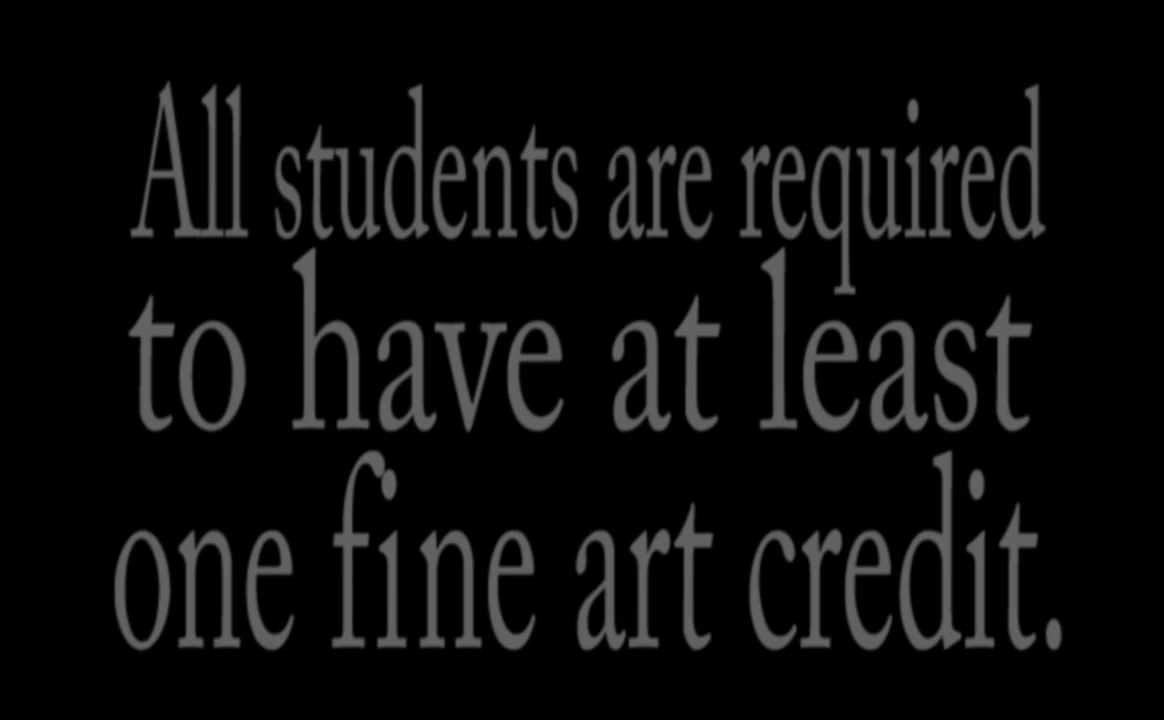 All students are required
to have at least
one fine art credit.